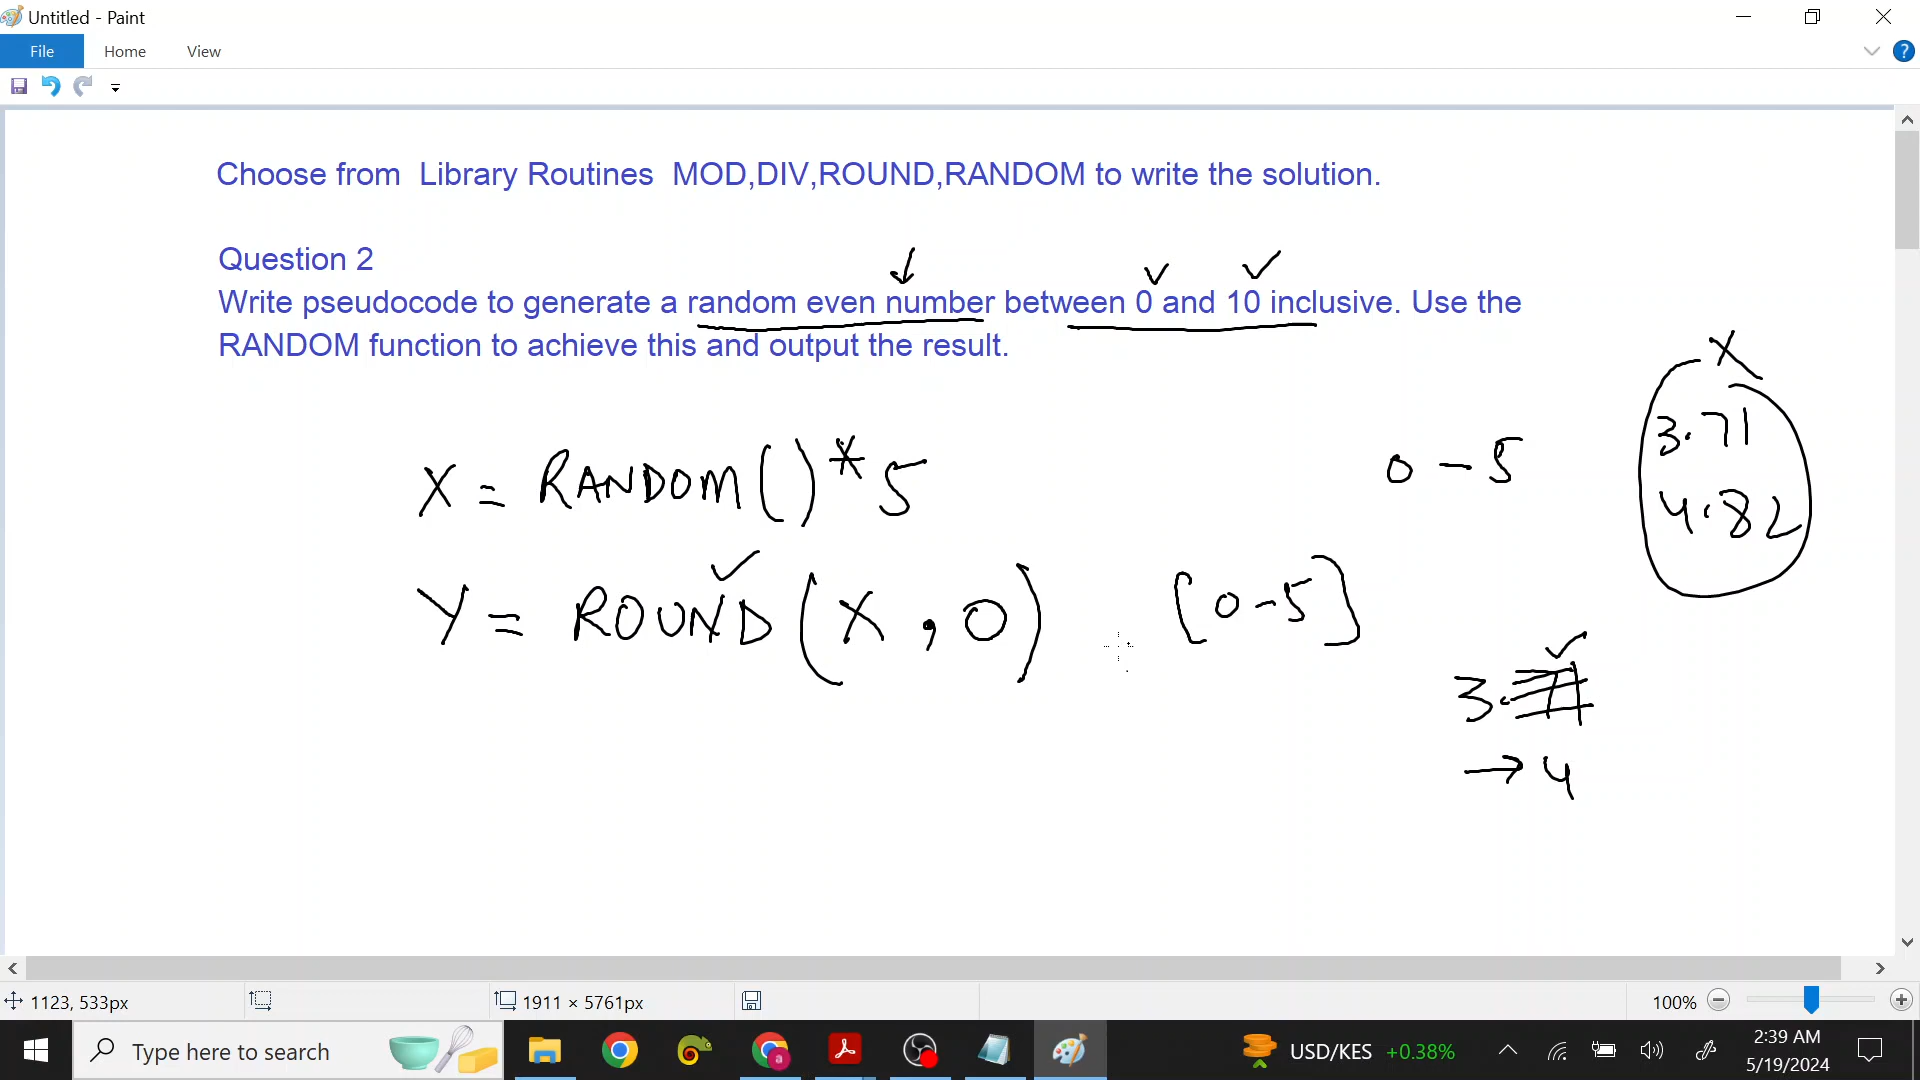 Untitled - Paint
File Home View
Choose from Library Routines MOD,DIV,ROUND,RANDOM to write the solution.
Question 2
Write pseudocode to generate a random even number between 0 and 10 inclusive. Use the
RANDOM function to achieve this and output the result.
X
3.71
4.82
X = RANDOM()*5
0 - 5
Y = ROUND(X,0)
[0-5]
3.71
→ 4
1123, 533px
1911 × 5761px
100%
Type here to search
USD/KES +0.38%
2:39 AM
5/19/2024